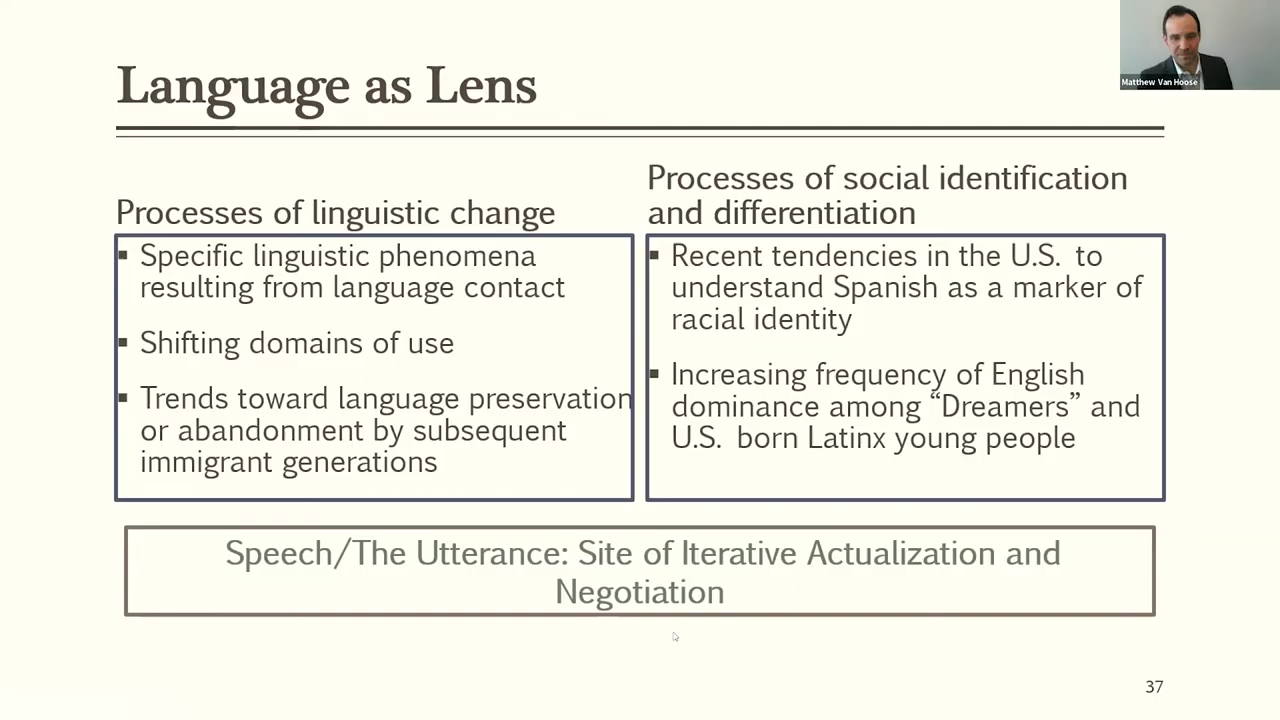 Matthew Van Hoose
Language as Lens
Processes of linguistic change
▪ Specific linguistic phenomena
resulting from language contact
▪ Shifting domains of use
▪ Trends toward language preservation
or abandonment by subsequent
immigrant generations
Processes of social identification
and differentiation
▪ Recent tendencies in the U.S. to
understand Spanish as a marker of
racial identity
▪ Increasing frequency of English
dominance among “Dreamers” and
U.S. born Latinx young people
Speech/The Utterance: Site of Iterative Actualization and
Negotiation
37